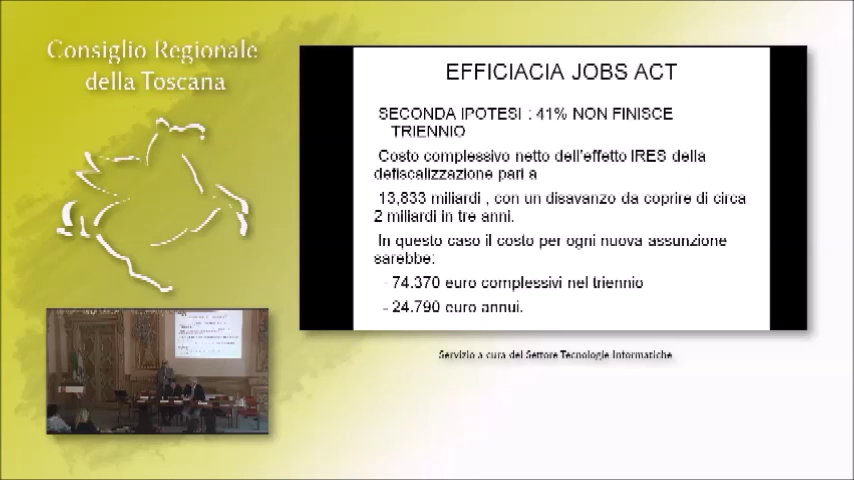 Consiglio Regionale
della Toscana
EFFICIACIA JOBS ACT
SECONDA IPOTESI : 41% NON FINISCE
TRIENNIO
Costo complessivo netto dell'effetto IRES della
defiscalizzazione pari a
13,833 miliardi , con un disavanzo da coprire di circa
2 miliardi in tre anni.
In questo caso il costo per ogni nuova assunzione
sarebbe:
- 74.370 euro complessivi nel triennio
- 24.790 euro annui.
Servizio a cura del Settore Tecnologie Informatiche